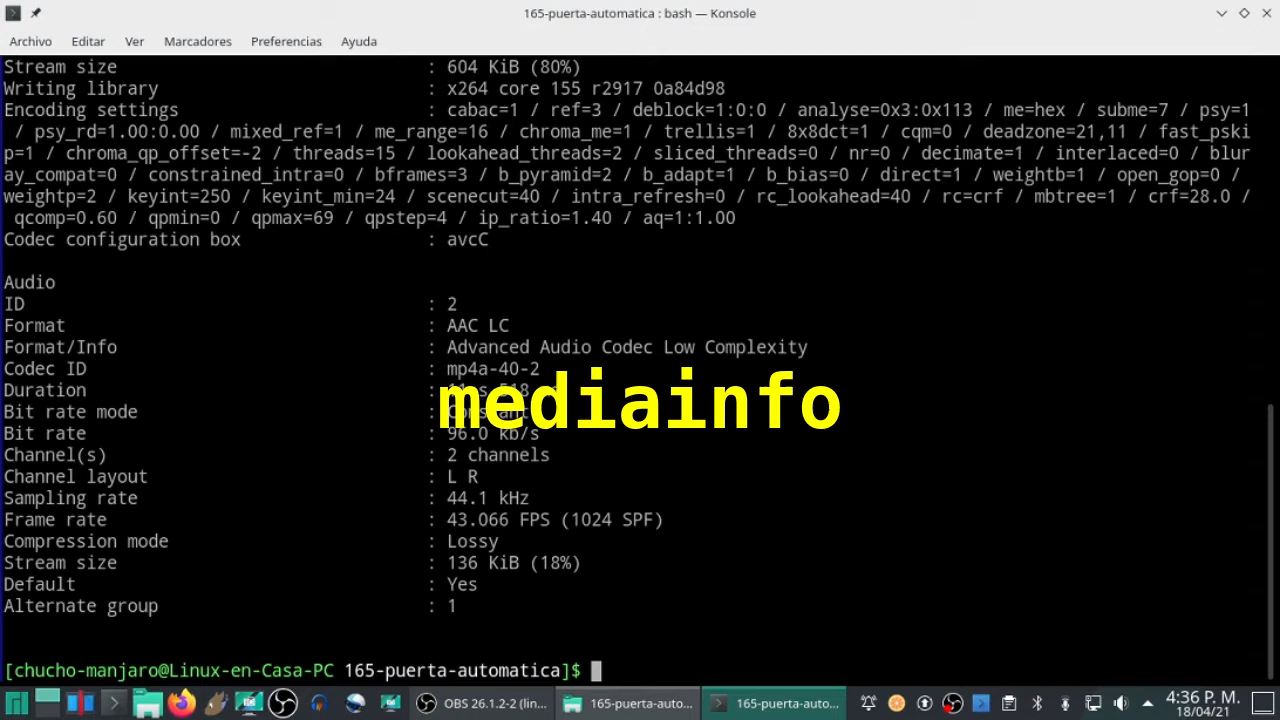 165-puerta-automatica : bash — Konsole
Archivo Editar Ver Marcadores Preferencias Ayuda
Stream size : 604 KiB (80%)
Writing library : x264 core 155 r2917 0a84d98
Encoding settings : cabac=1 / ref=3 / deblock=1:0:0 / analyse=0x3:0x113 / me=hex / subme=7 / psy=1
/ psy_rd=1.00:0.00 / mixed_ref=1 / me_range=16 / chroma_me=1 / trellis=1 / 8x8dct=1 / cqm=0 / deadzone=21,11 / fast_pski
p=1 / chroma_qp_offset=-2 / threads=15 / lookahead_threads=2 / sliced_threads=0 / nr=0 / decimate=1 / interlaced=0 / blur
ay_compat=0 / constrained_intra=0 / bframes=3 / b_pyramid=2 / b_adapt=1 / b_bias=0 / direct=1 / weightb=1 / open_gop=0 /
weightp=2 / keyint=250 / keyint_min=24 / scenecut=40 / intra_refresh=0 / rc_lookahead=40 / rc=crf / mbtree=1 / crf=28.0 /
qcomp=0.60 / qpmin=0 / qpmax=69 / qpstep=4 / ip_ratio=1.40 / aq=1:1.00
Codec configuration box : avcC
Audio
ID : 2
Format : AAC LC
Format/Info : Advanced Audio Codec Low Complexity
Codec ID : mp4a-40-2
Duration :
mediainfo
Bit rate mode : Constant
Bit rate : 96.0 kb/s
Channel(s) : 2 channels
Channel layout : L R
Sampling rate : 44.1 kHz
Frame rate : 43.066 FPS (1024 SPF)
Compression mode : Lossy
Stream size : 136 KiB (18%)
Default : Yes
Alternate group : 1
[chucho-manjaro@Linux-en-Casa-PC 165-puerta-automatica]$
OBS 26.1.2-2 (lin... 165-puerta-auto... 165-puerta-auto... 4:36 P. M.
18/04/21